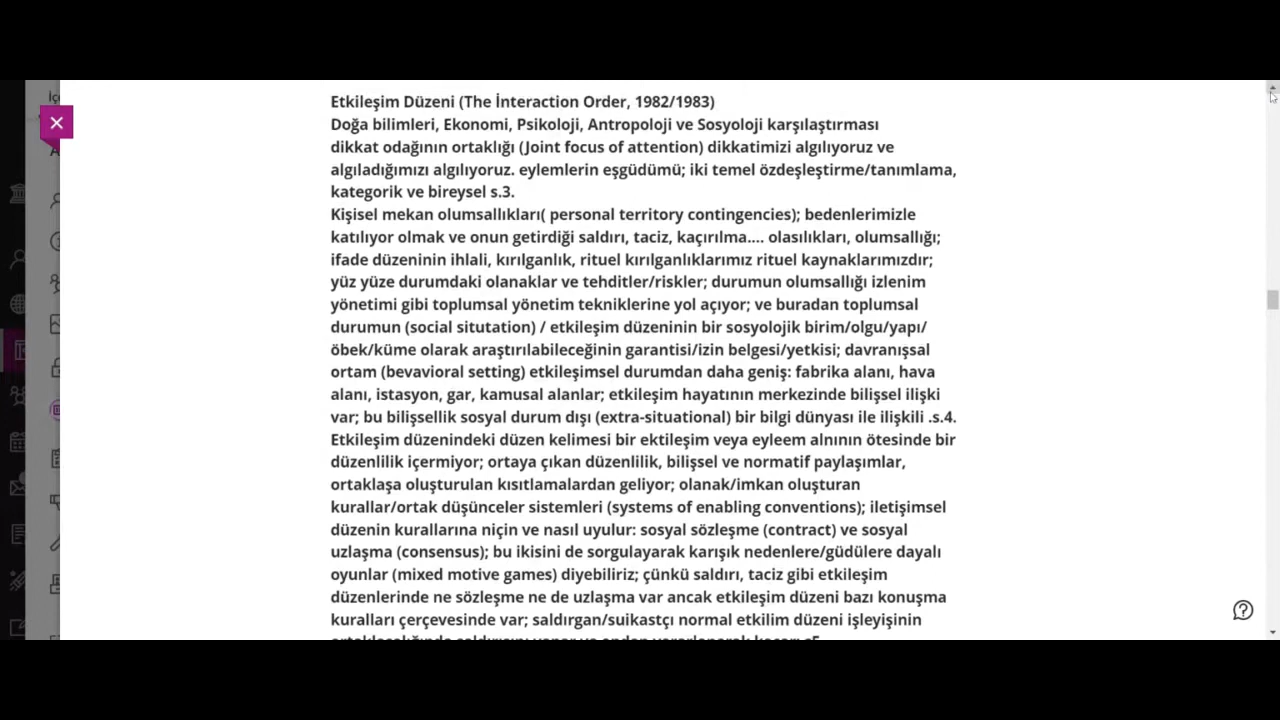 Etkileşim Düzeni (The İnteraction Order, 1982/1983)
Doğa bilimleri, Ekonomi, Psikoloji, Antropoloji ve Sosyoloji karşılaştırması
dikkat odağının ortaklığı (Joint focus of attention) dikkatimizi algılıyoruz ve
algıladığımızı algılıyoruz. eylemlerin eşgüdümü; iki temel özdeşleştirme/tanımlama,
kategorik ve bireysel s.3.
Kişisel mekan olumsallıkları( personal territory contingencies); bedenlerimizle
katılıyor olmak ve onun getirdiği saldırı, taciz, kaçırılma.... olasılıkları, olumsallığı;
ifade düzeninin ihlali, kırılganlık, rituel kırılganlıklarımız rituel kaynaklarımızdır;
yüz yüze durumdaki olanaklar ve tehditler/riskler; durumun olumsallığı izlenim
yönetimi gibi toplumsal yönetim tekniklerine yol açıyor; ve buradan toplumsal
durumun (social situtation) / etkileşim düzeninin bir sosyolojik birim/olgu/yapı/
öbek/küme olarak araştırılabileceğinin garantisi/izin belgesi/yetkisi; davranışsal
ortam (bevavioral setting) etkileşimsel durumdan daha geniş: fabrika alanı, hava
alanı, istasyon, gar, kamusal alanlar; etkileşim hayatının merkezinde bilişsel ilişki
var; bu bilişsellik sosyal durum dışı (extra-situational) bir bilgi dünyası ile ilişkili .s.4.
Etkileşim düzenindeki düzen kelimesi bir ektileşim veya eyleem alnının ötesinde bir
düzenlilik içermiyor; ortaya çıkan düzenlilik, bilişsel ve normatif paylaşımlar,
ortaklaşa oluşturulan kısıtlamalardan geliyor; olanak/imkan oluşturan
kurallar/ortak düşünceler sistemleri (systems of enabling conventions); iletişimsel
düzenin kurallarına niçin ve nasıl uyulur: sosyal sözleşme (contract) ve sosyal
uzlaşma (consensus); bu ikisini de sorgulayarak karışık nedenlere/güdülere dayalı
oyunlar (mixed motive games) diyebiliriz; çünkü saldırı, taciz gibi etkileşim
düzenlerinde ne sözleşme ne de uzlaşma var ancak etkileşim düzeni bazı konuşma
kuralları çerçevesinde var; saldırgan/suikastçı normal etkilim düzeni işleyişinin